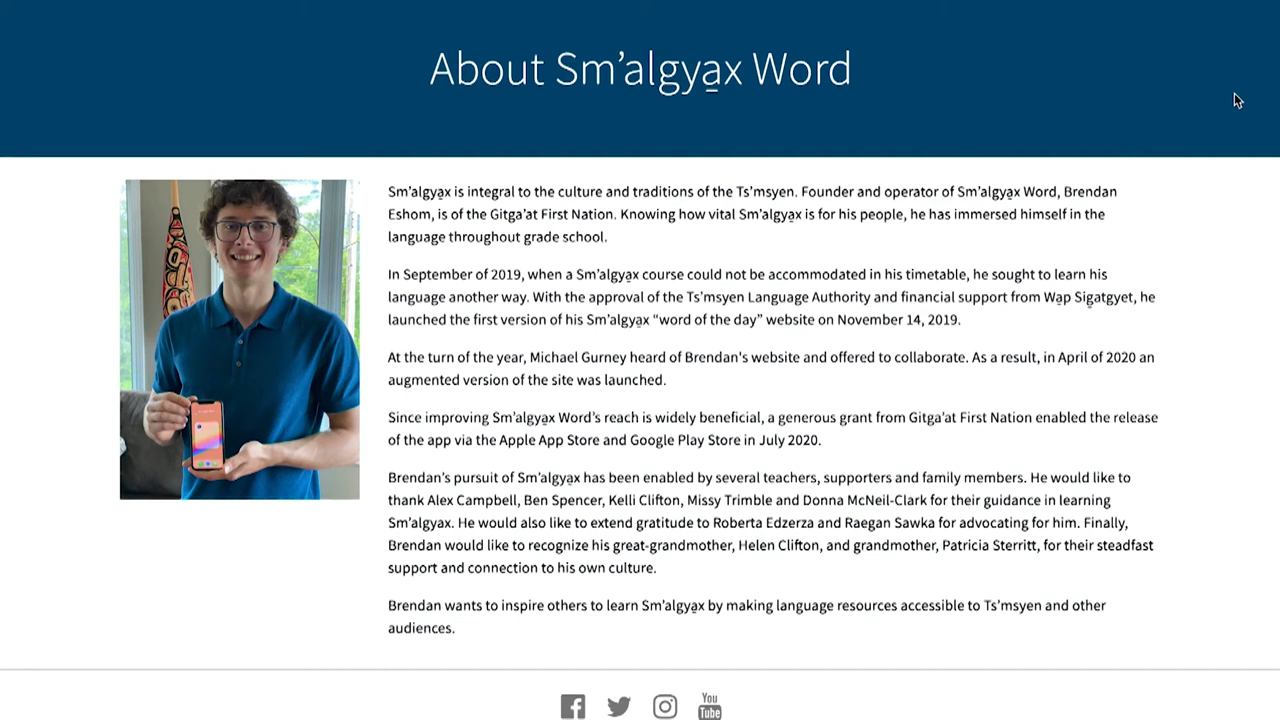 About Sm’algya̱x Word
Sm’algya̱x is integral to the culture and traditions of the Ts’msyen. Founder and operator of Sm’algya̱x Word, Brendan
Eshom, is of the Gitga’at First Nation. Knowing how vital Sm’algya̱x is for his people, he has immersed himself in the
language throughout grade school.
In September of 2019, when a Sm’algya̱x course could not be accommodated in his timetable, he sought to learn his
language another way. With the approval of the Ts’msyen Language Authority and financial support from Wa̱p Sig̱atgyet, he
launched the first version of his Sm’algya̱x “word of the day” website on November 14, 2019.
At the turn of the year, Michael Gurney heard of Brendan's website and offered to collaborate. As a result, in April of 2020 an
augmented version of the site was launched.
Since improving Sm’algya̱x Word’s reach is widely beneficial, a generous grant from Gitga’at First Nation enabled the release
of the app via the Apple App Store and Google Play Store in July 2020.
Brendan’s pursuit of Sm’algya̱x has been enabled by several teachers, supporters and family members. He would like to
thank Alex Campbell, Ben Spencer, Kelli Clifton, Missy Trimble and Donna McNeil-Clark for their guidance in learning
Sm’algyax. He would also like to extend gratitude to Roberta Edzerza and Raegan Sawka for advocating for him. Finally,
Brendan would like to recognize his great-grandmother, Helen Clifton, and grandmother, Patricia Sterritt, for their steadfast
support and connection to his own culture.
Brendan wants to inspire others to learn Sm’algya̱x by making language resources accessible to Ts’msyen and other
audiences.
You
Tube